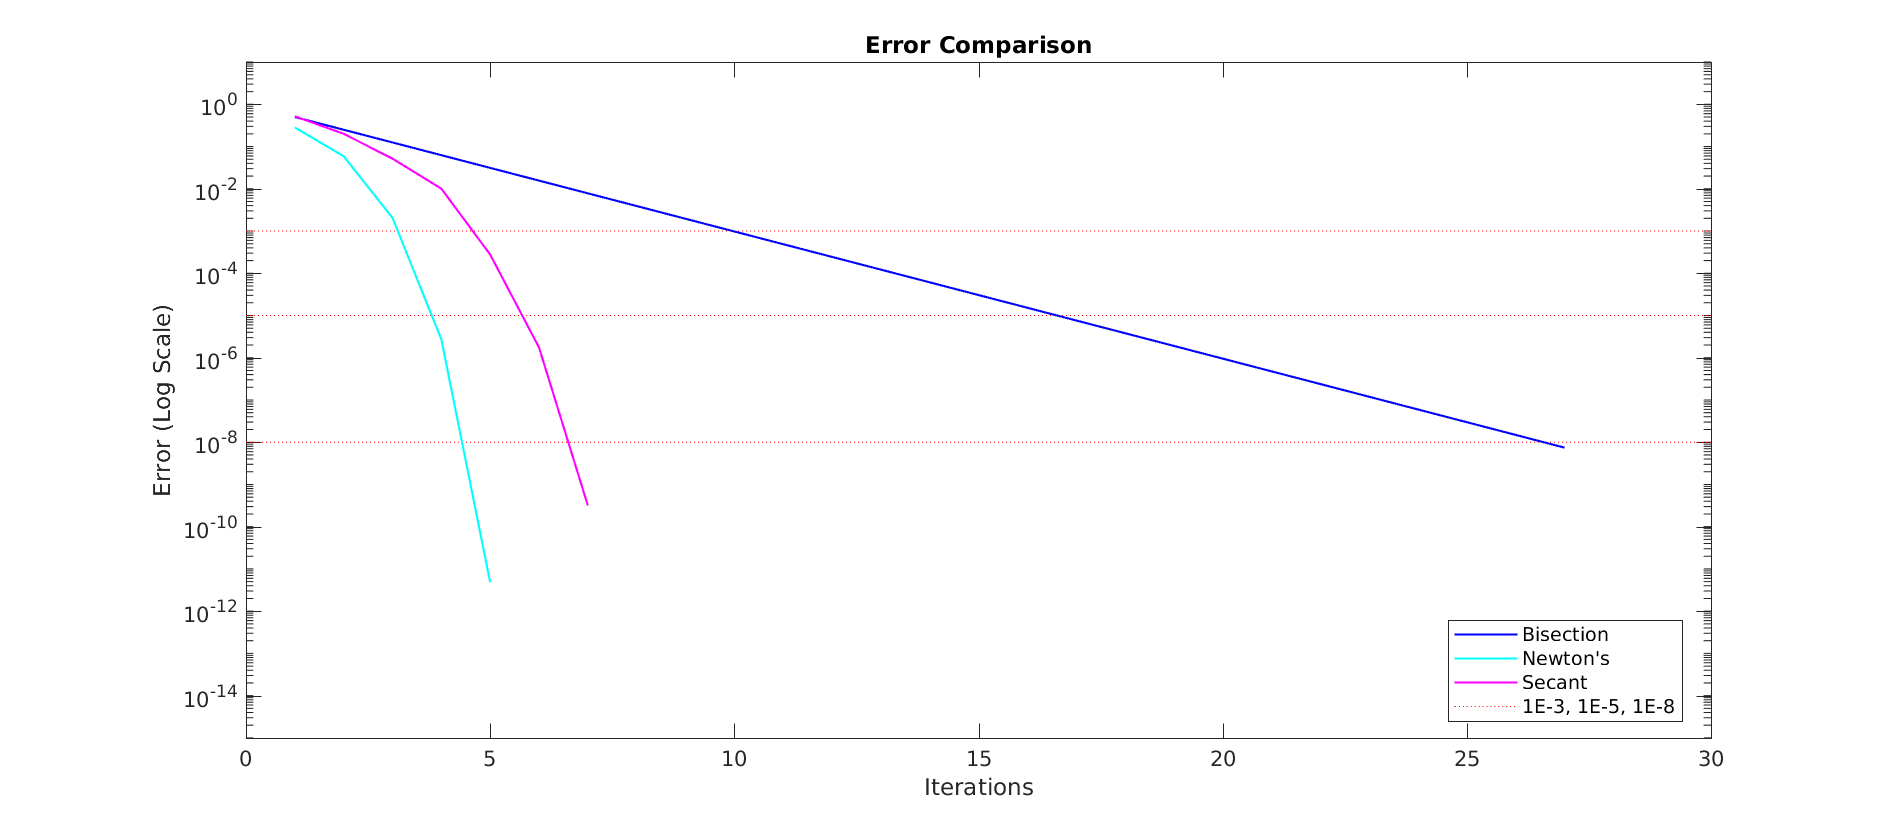 Error Comparison
Error (Log Scale)
10^0
10^-2
10^-4
10^-6
10^-8
10^-10
10^-12
10^-14
0 5 10 15 20 25 30
Iterations
Bisection
Newton's
Secant
1E-3, 1E-5, 1E-8